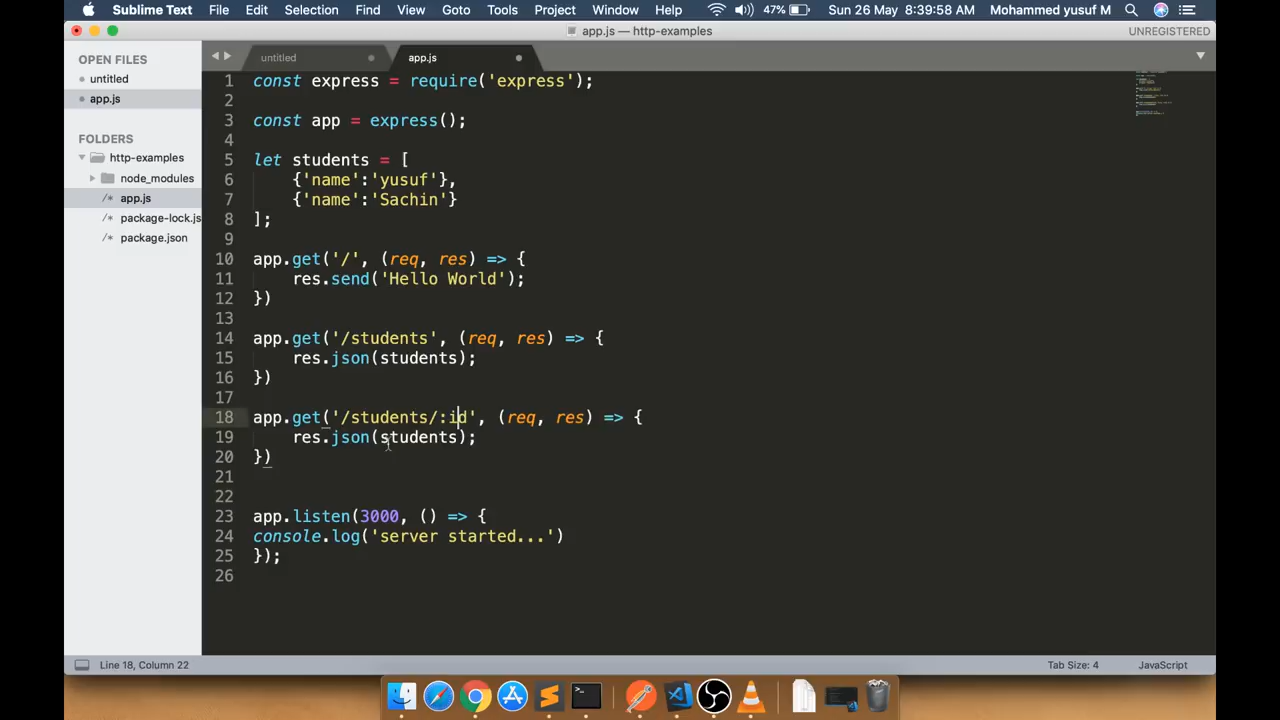 Sublime Text File Edit Selection Find View Goto Tools Project Window Help 47% Sun 26 May 8:39:58 AM Mohammed yusuf M
app.js — http-examples UNREGISTERED
OPEN FILES
untitled
app.js
FOLDERS
http-examples
node_modules
/* app.js
/* package-lock.js
/* package.json
untitled app.js
1 const express = require('express');
2
3 const app = express();
4
5 let students = [
6 {'name':'yusuf'},
7 {'name':'Sachin'}
8 ];
9
10 app.get('/', (req, res) => {
11 res.send('Hello World');
12 })
13
14 app.get('/students', (req, res) => {
15 res.json(students);
16 })
17
18 app.get('/students/:id', (req, res) => {
19 res.json(students);
20 })
21
22
23 app.listen(3000, () => {
24 console.log('server started...')
25 });
26
Line 18, Column 22 Tab Size: 4 JavaScript